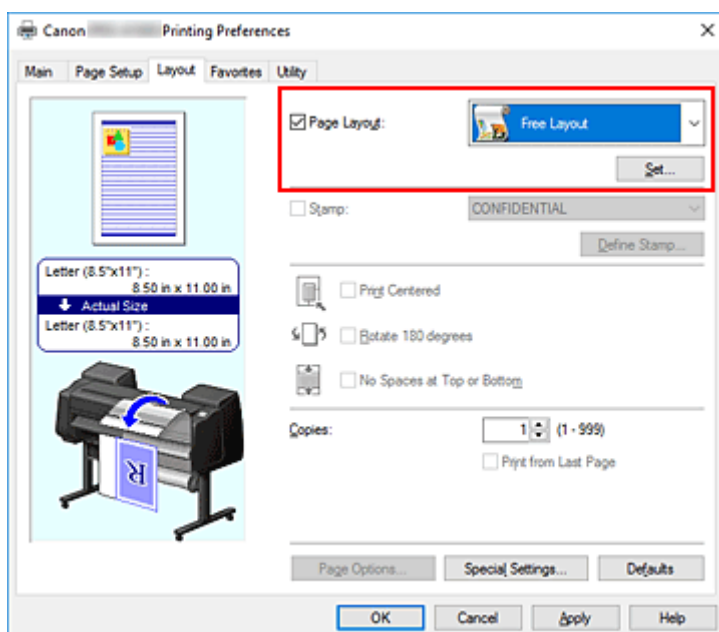 Canon Printing Preferences
Main Page Setup Layout Favorites Utility
Page Layout: Free Layout
Set...
Stamp: CONFIDENTIAL
Define Stamp...
Letter (8.5"x11") :
8.50 in x 11.00 in
Actual Size
Letter (8.5"x11") :
8.50 in x 11.00 in
Print Centered
Rotate 180 degrees
No Spaces at Top or Bottom
Copies: 1 (1 - 999)
Print from Last Page
R
Page Options... Special Settings... Defaults
OK Cancel Apply Help